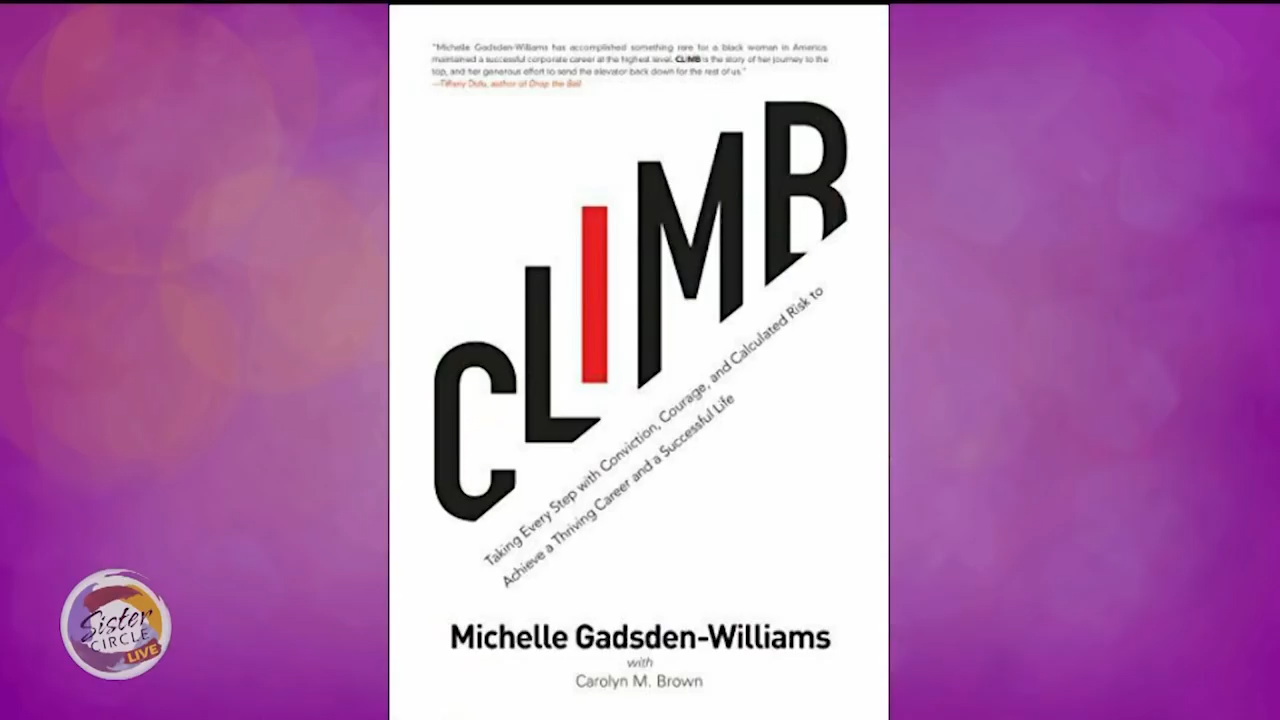 "Michelle Gadsden-Williams has accomplished something rare for a black woman in America
maintained a successful corporate career at the highest level. CLIMB is the story of her journey to the
top, and her generous effort to send the elevator back down for the rest of us."
—Tiffany Dufu, author of Drop the Ball
CLIMB
Taking Every Step with Conviction, Courage, and Calculated Risk to
Achieve a Thriving Career and a Successful Life
Michelle Gadsden-Williams
with
Carolyn M. Brown
Sister
CIRCLE
LIVE